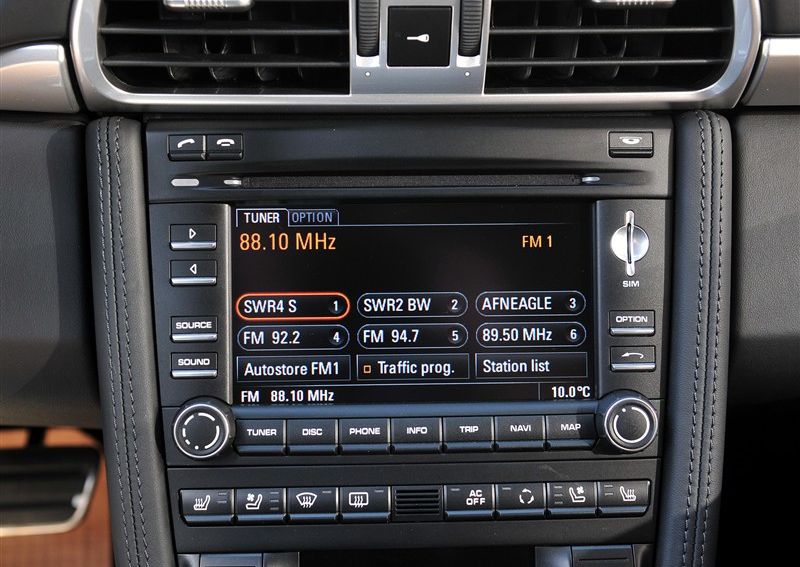 TUNER OPTION
88.10 MHz FM 1
SIM
SWR4 S 1 SWR2 BW 2 AFNEAGLE 3
SOURCE FM 92.2 4 FM 94.7 5 89.50 MHz 6 OPTION
SOUND Autostore FM1 Traffic prog. Station list
FM 88.10 MHz 10.0°C
TUNER DISC PHONE INFO TRIP NAVI MAP
AC
OFF